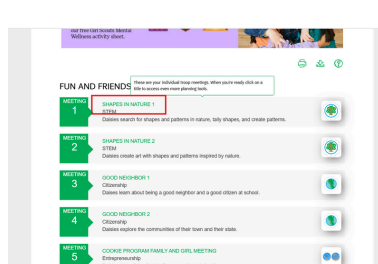 our free Girl Scouts Mental
Wellness activity sheet.
These are your individual troop meetings. When you're ready click on a
title to access even more planning tools.
FUN AND FRIENDS
MEETING
1
SHAPES IN NATURE 1
STEM
Daisies search for shapes and patterns in nature, tally shapes, and create patterns.
MEETING
2
SHAPES IN NATURE 2
STEM
Daisies create art with shapes and patterns inspired by nature.
MEETING
3
GOOD NEIGHBOR 1
Citizenship
Daisies learn about being a good neighbor and a good citizen at school.
MEETING
4
GOOD NEIGHBOR 2
Citizenship
Daisies explore the communities of their town and their state.
MEETING
5
COOKIE PROGRAM FAMILY AND GIRL MEETING
Entrepreneurship